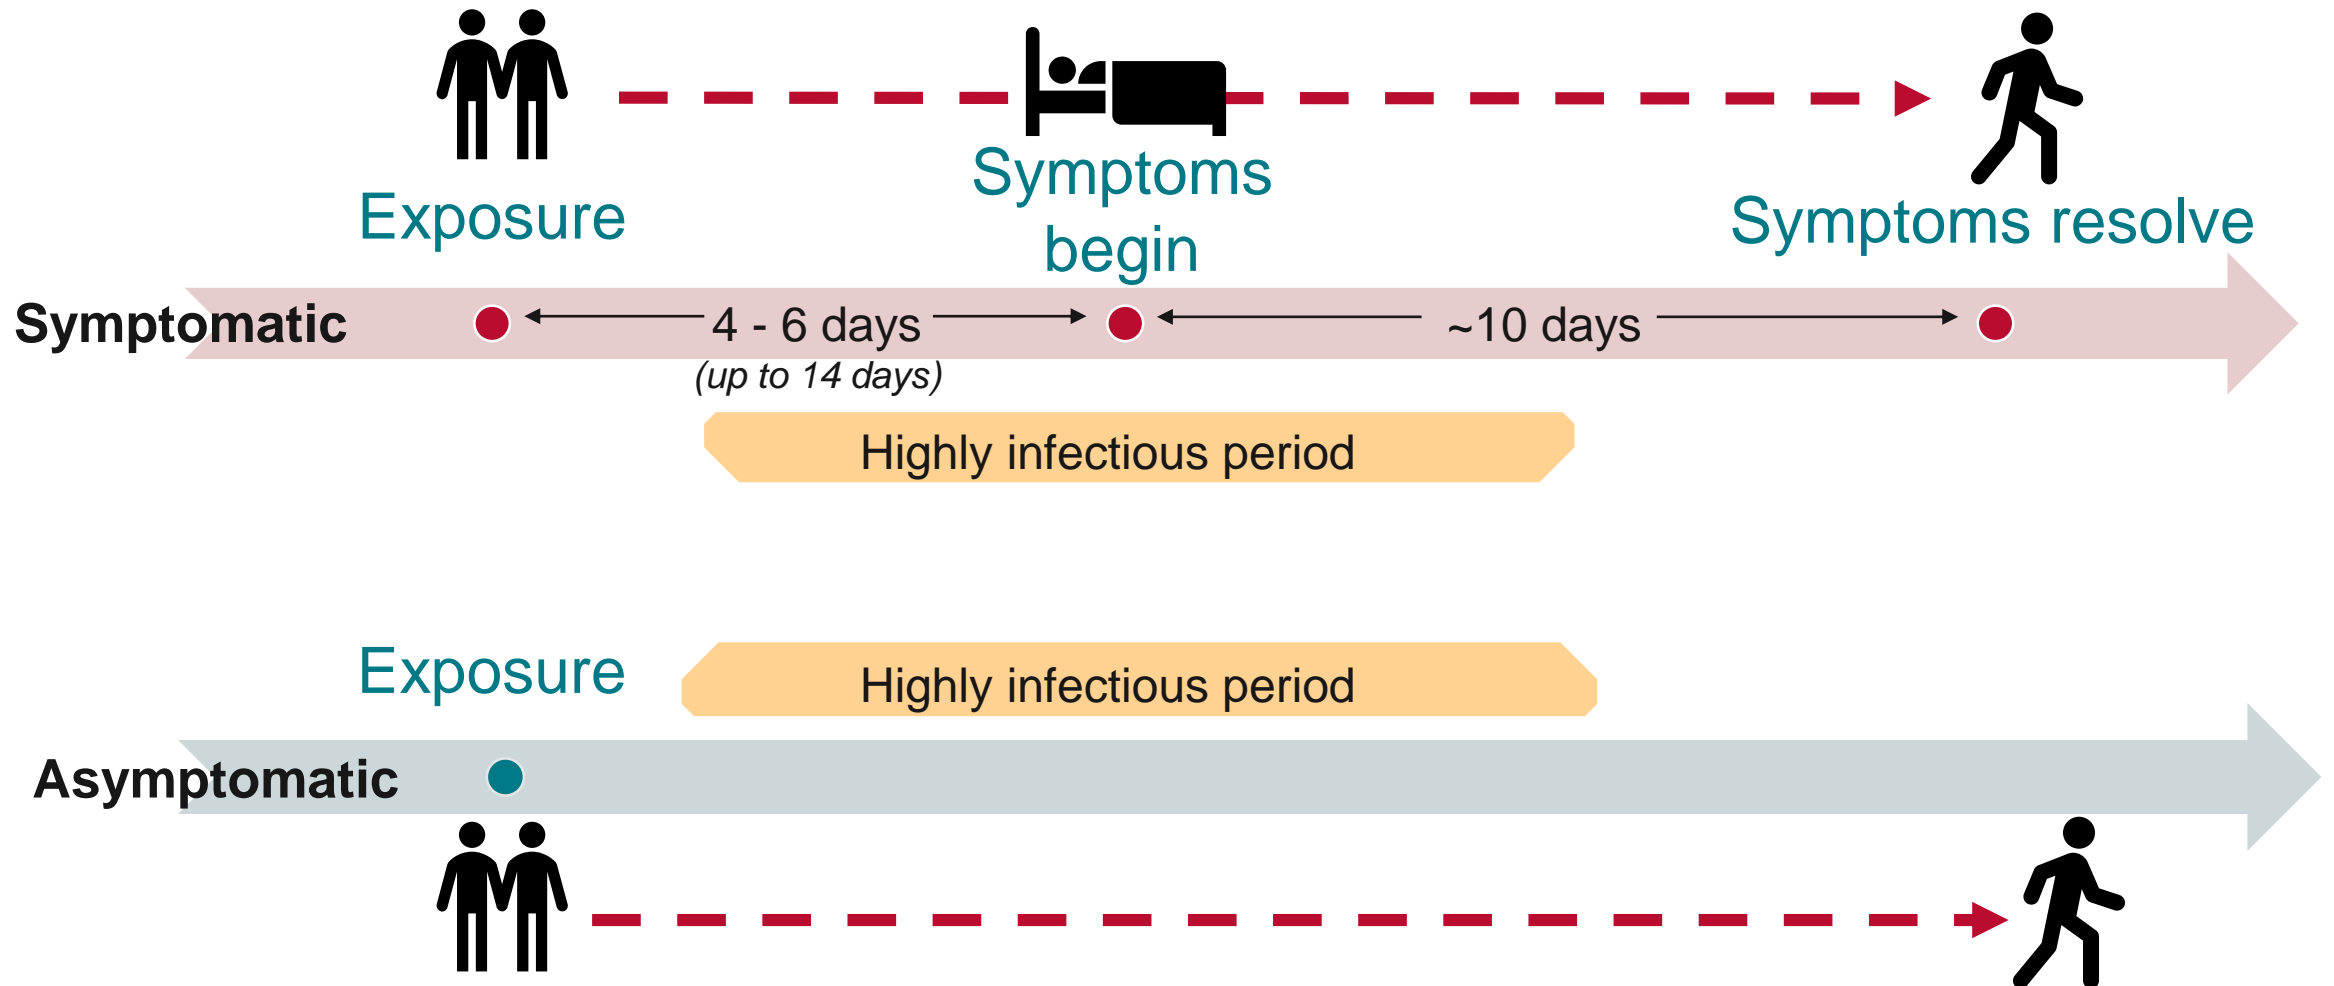 Exposure
Symptoms
begin
Symptoms resolve
Symptomatic
4 - 6 days
(up to 14 days)
~10 days
Highly infectious period
Exposure
Highly infectious period
Asymptomatic